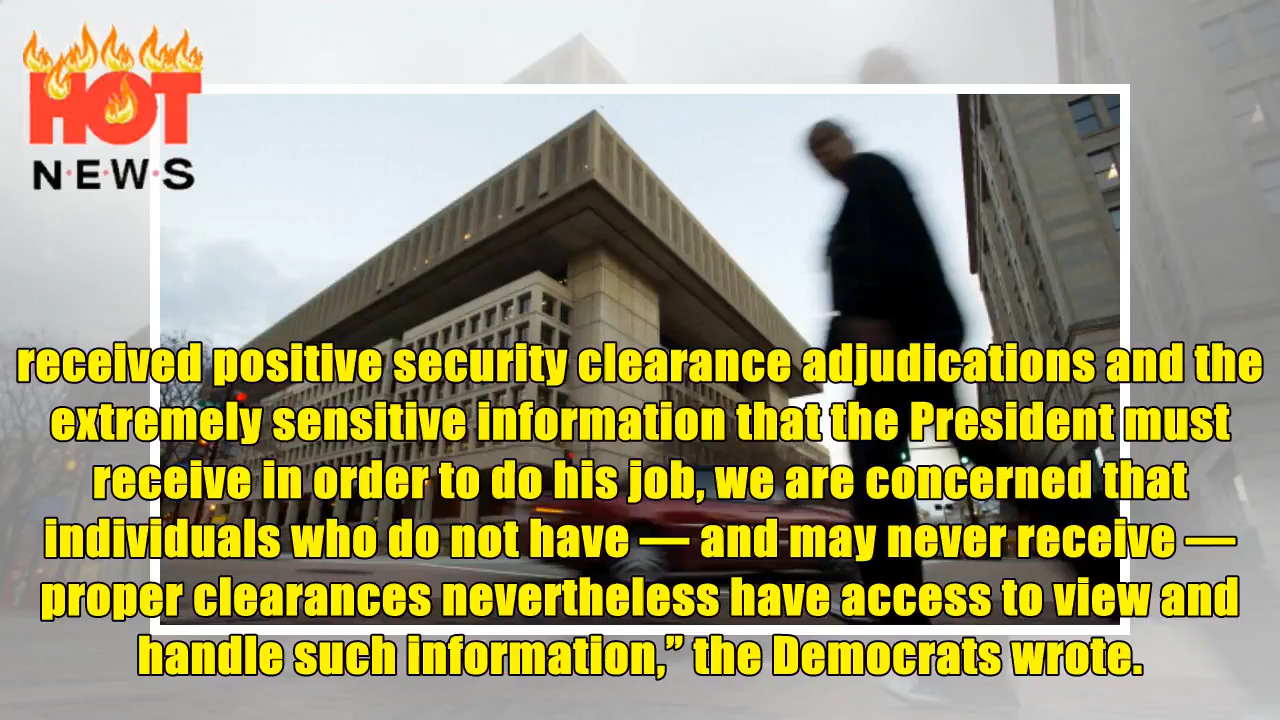 HOT
N·E·W·S
received positive security clearance adjudications and the
extremely sensitive information that the President must
receive in order to do his job, we are concerned that
individuals who do not have — and may never receive —
proper clearances nevertheless have access to view and
handle such information,” the Democrats wrote.